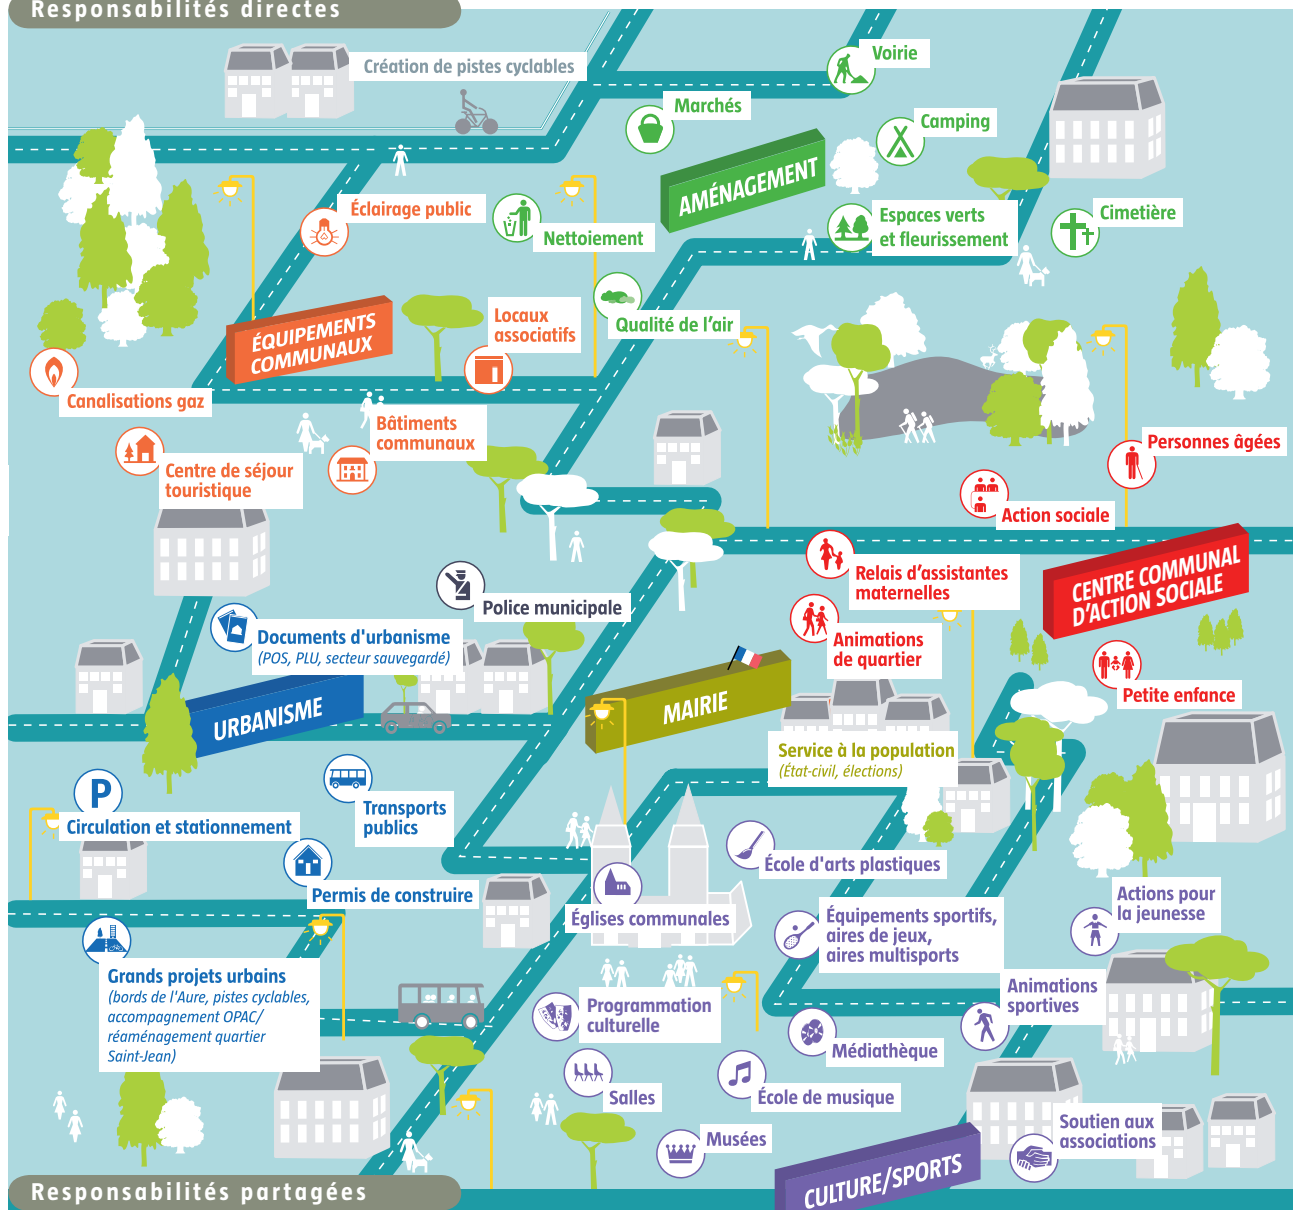 Responsabilités directes
Création de pistes cyclables
Voirie
Marchés
Camping
AMÉNAGEMENT
Éclairage public
Nettoiement
Espaces verts
et fleurissement
Cimetière
Qualité de l'air
Locaux
associatifs
ÉQUIPEMENTS
COMMUNAUX
Canalisations gaz
Bâtiments
communaux
Centre de séjour
touristique
Personnes âgées
Action sociale
CENTRE COMMUNAL
D'ACTION SOCIALE
Relais d'assistantes
maternelles
Animations
de quartier
Petite enfance
Police municipale
Documents d'urbanisme
(POS, PLU, secteur sauvegardé)
URBANISME
MAIRIE
Service à la population
(État-civil, élections)
P
Circulation et stationnement
Transports
publics
Permis de construire
Grands projets urbains
(bords de l'Aure, pistes cyclables,
accompagnement OPAC/
réaménagement quartier
Saint-Jean)
École d'arts plastiques
Églises communales
Équipements sportifs,
aires de jeux,
aires multisports
Actions pour
la jeunesse
Programmation
culturelle
Animations
sportives
Médiathèque
Salles
École de musique
Musées
Soutien aux
associations
CULTURE/SPORTS
Responsabilités partagées